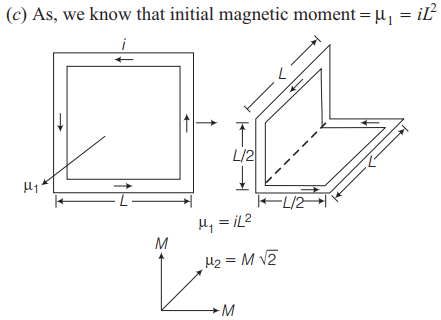 (c) As, we know that initial magnetic moment = μ₁ = iL²
i
L
L/2
μ₁
L
L/2
L
μ₁ = iL²
M
μ₂ = M √2
M